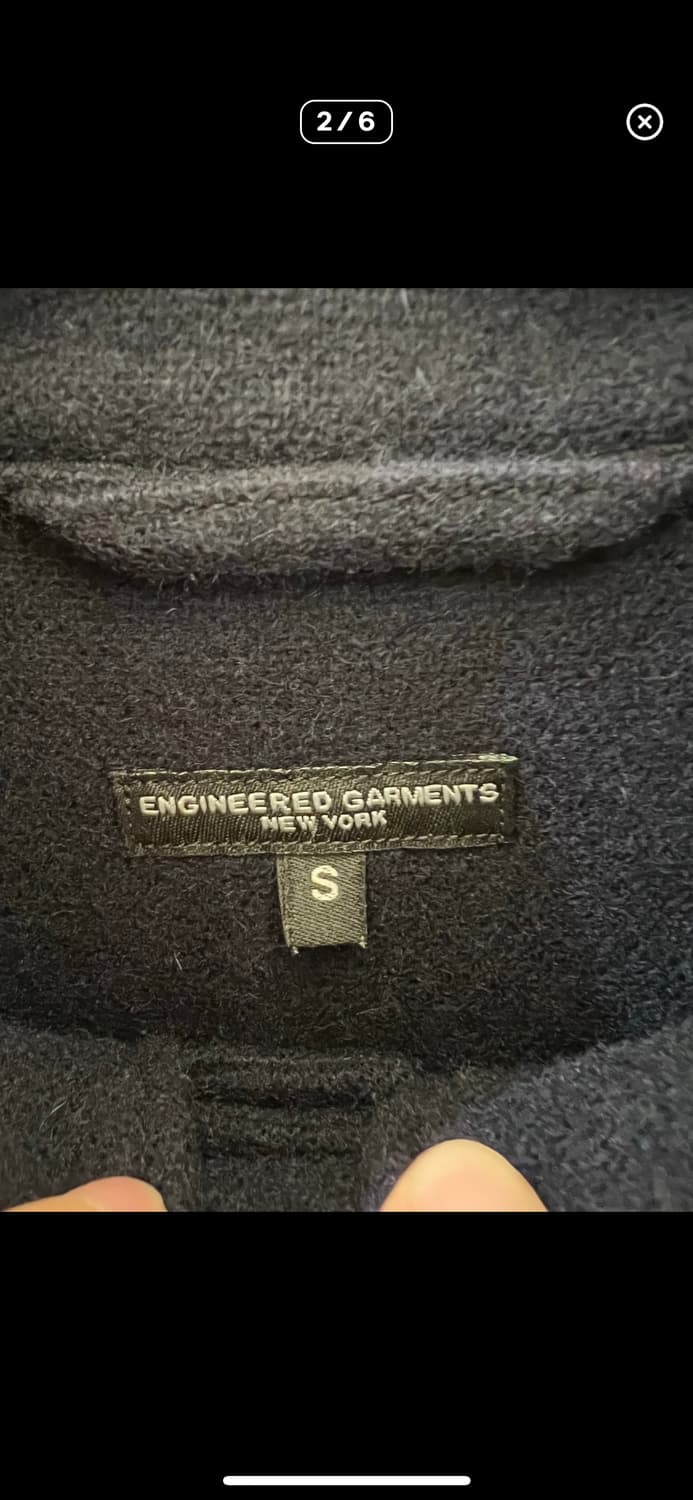 2/6
ENGINEERED GARMENTS
NEW YORK
S